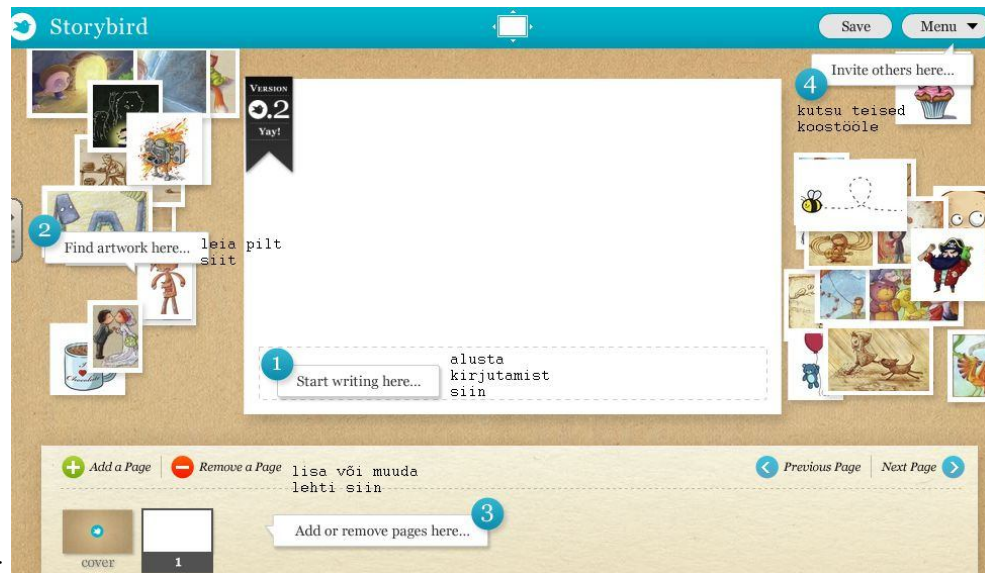 Storybird
Save
Menu
Invite others here...
4
kutsu teised
koostööle
VERSION
0.2
Yay!
2
Find artwork here...
leia pilt
siit
1
Start writing here...
alusta
kirjutamist
siin
Add a Page
Remove a Page
lisa või muuda
lehti siin
Previous Page
Next Page
Add or remove pages here...
3
cover
1